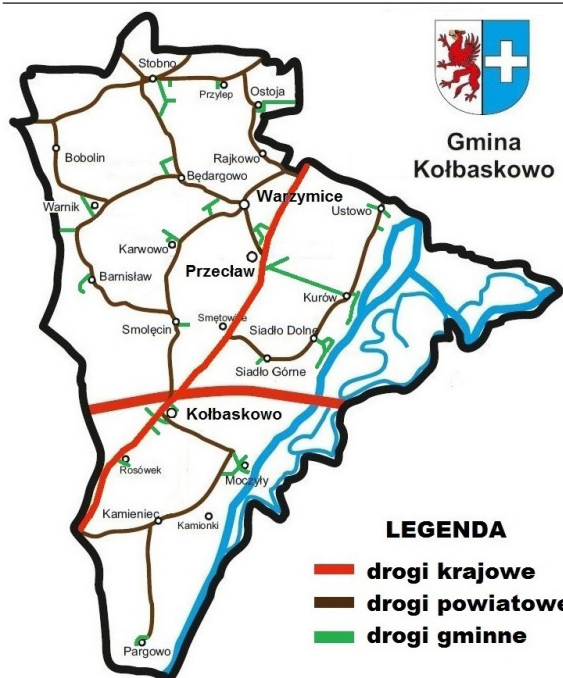 Stobno
Przylep
Ostoja
Gmina
Kołbaskowo
Bobolin
Rajkowo
Będargowo
Warnik
Warzymice
Ustowo
Karwowo
Przecław
Barnisław
Kurów
Smolęcin
Smętowice
Siadło Dolne
Siadło Górne
Kołbaskowo
Rosówek
Moczyły
Kamieniec
Kamionki
LEGENDA
drogi krajowe
drogi powiatowe
drogi gminne
Pargowo